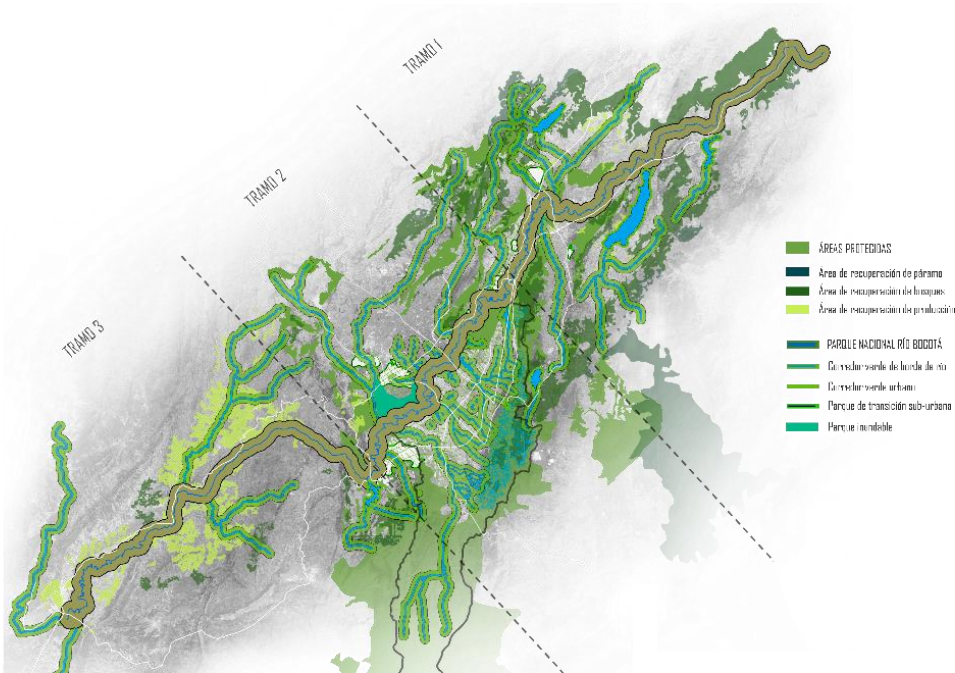 TRAMO 1
TRAMO 2
TRAMO 3
ÁREAS PROTEGIDAS
Área de recuperación de páramo
Área de recuperación de bosques
Área de recuperación de producción
PARQUE NACIONAL RÍO BOGOTÁ
Corredor verde de borde de río
Corredor verde urbano
Parque de transición sub-urbana
Parque inundable